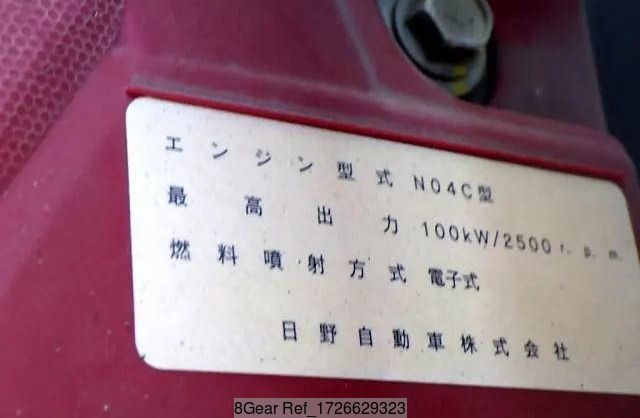 エンジン型式 N04C型
最高出力 100kW/2500r.p.m.
燃料噴射方式 電子式
日野自動車株式会社
8Gear Ref_1726629323